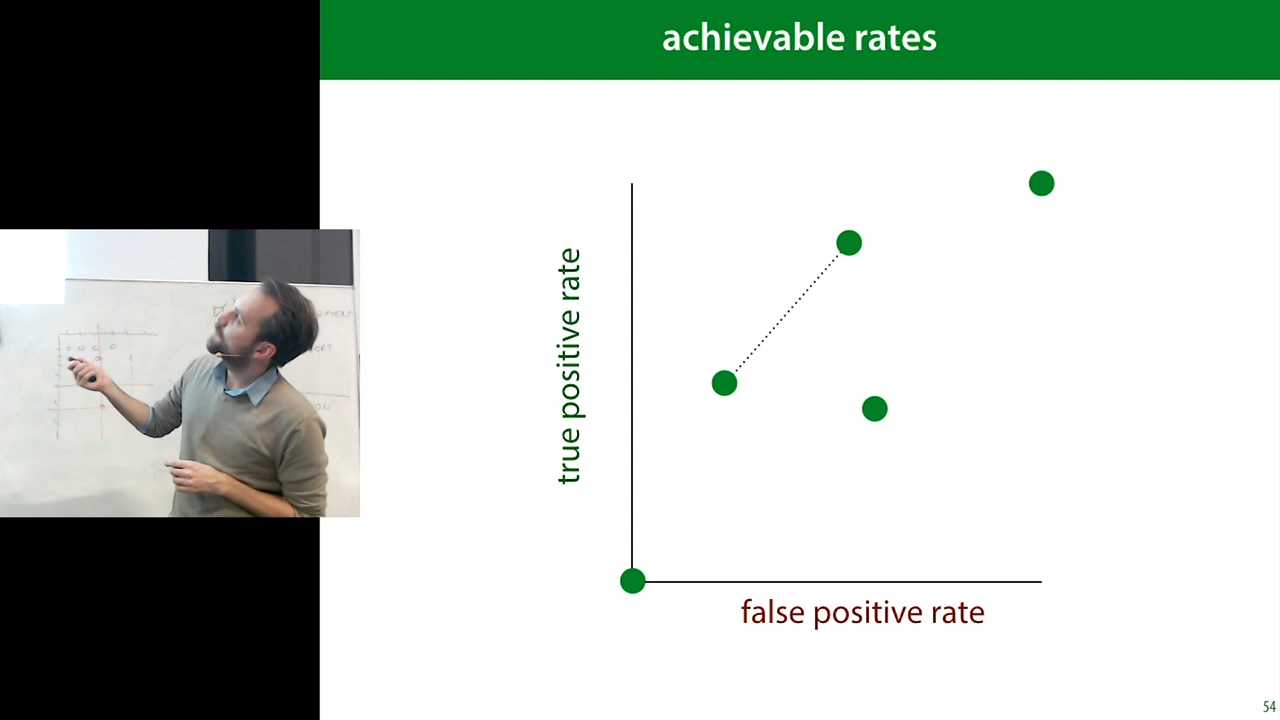 achievable rates
true positive rate
false positive rate
54